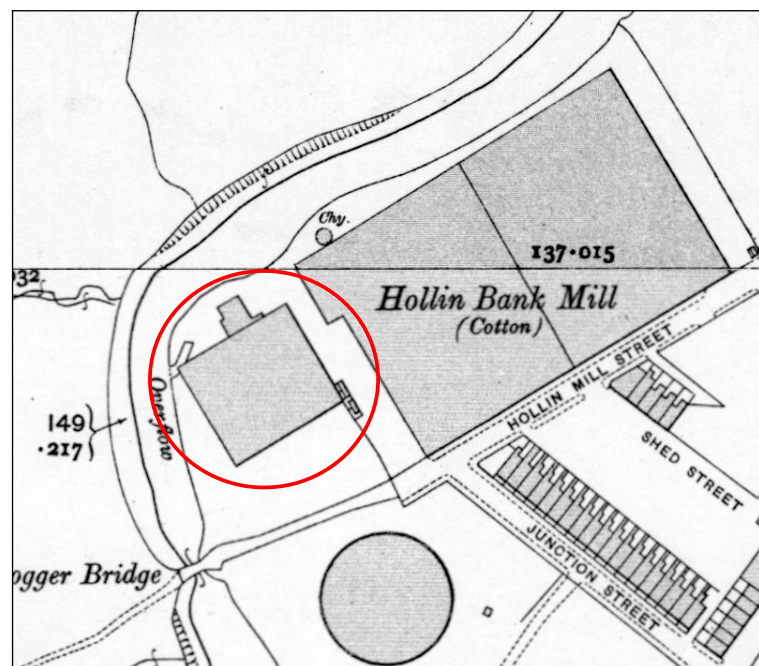 Chy.
137·015
032
Hollin Bank Mill
(Cotton)
HOLLIN MILL STREET
149
·217
Overflow
SHED STREET
JUNCTION STREET
ogger Bridge